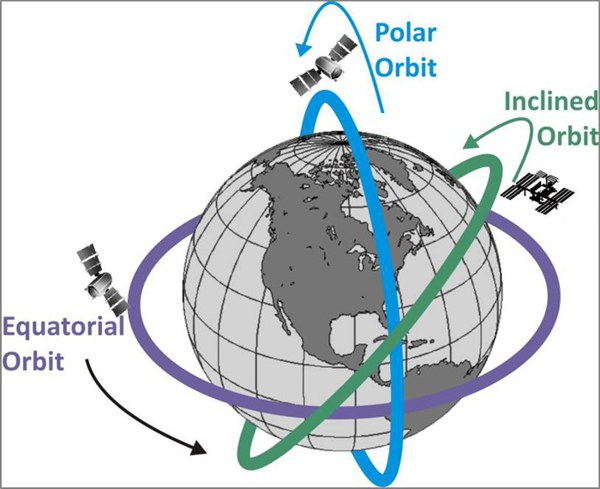 Polar
Orbit
Inclined
Orbit
Equatorial
Orbit